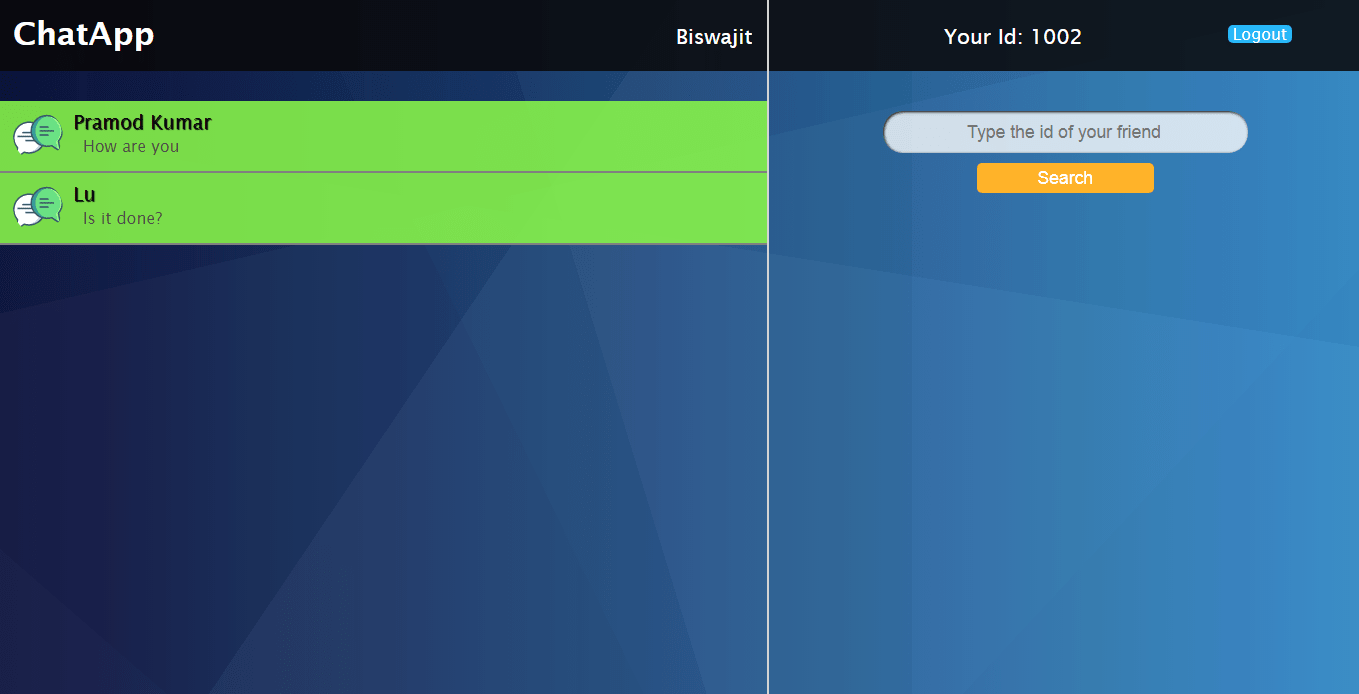 ChatApp
Biswajit
Your Id: 1002
Logout
Pramod Kumar
How are you
Lu
Is it done?
Type the id of your friend
Search